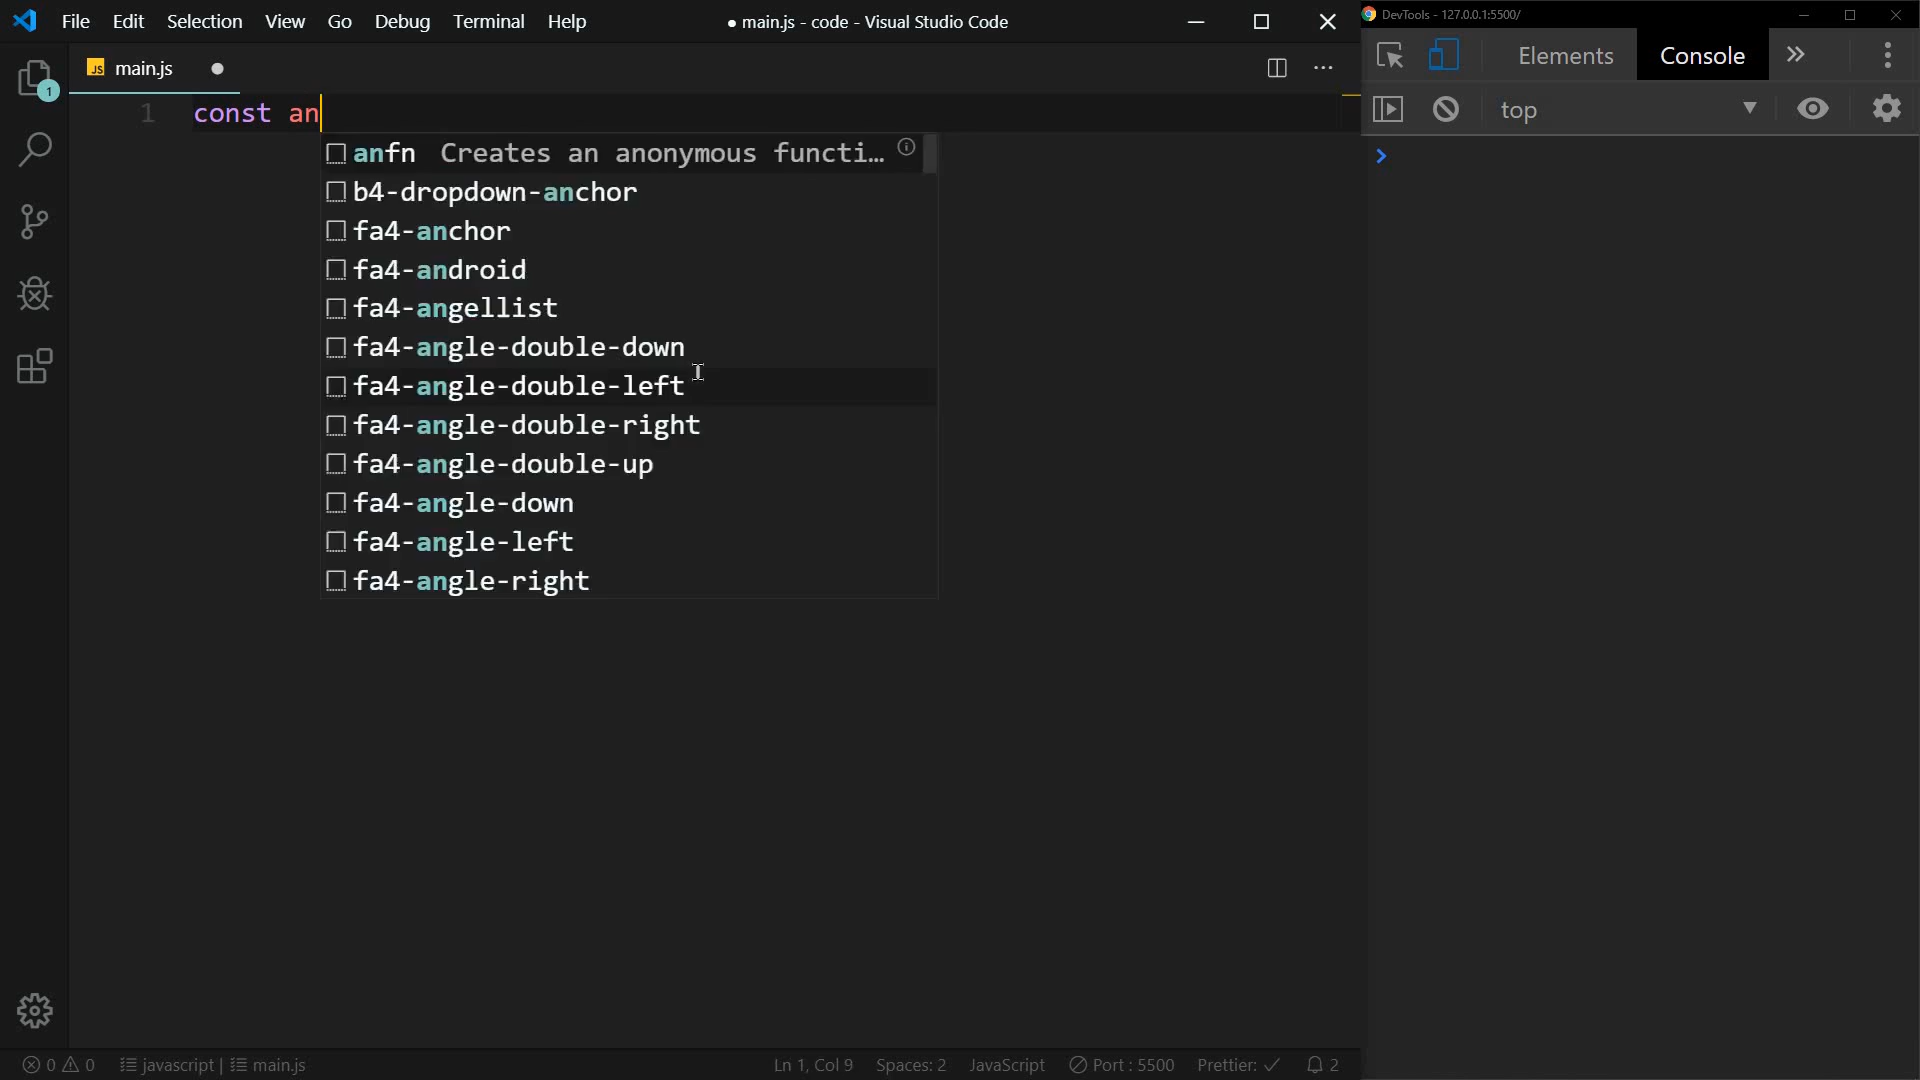 File Edit Selection View Go Debug Terminal Help ● main.js - code - Visual Studio Code
JS main.js
1 const an
anfn Creates an anonymous functi…
b4-dropdown-anchor
fa4-anchor
fa4-android
fa4-angellist
fa4-angle-double-down
fa4-angle-double-left
fa4-angle-double-right
fa4-angle-double-up
fa4-angle-down
fa4-angle-left
fa4-angle-right
1
0 0 javascript | main.js Ln 1, Col 9 Spaces: 2 JavaScript Port : 5500 Prettier: ✓ 2
DevTools - 127.0.0.1:5500/
Elements Console »
top